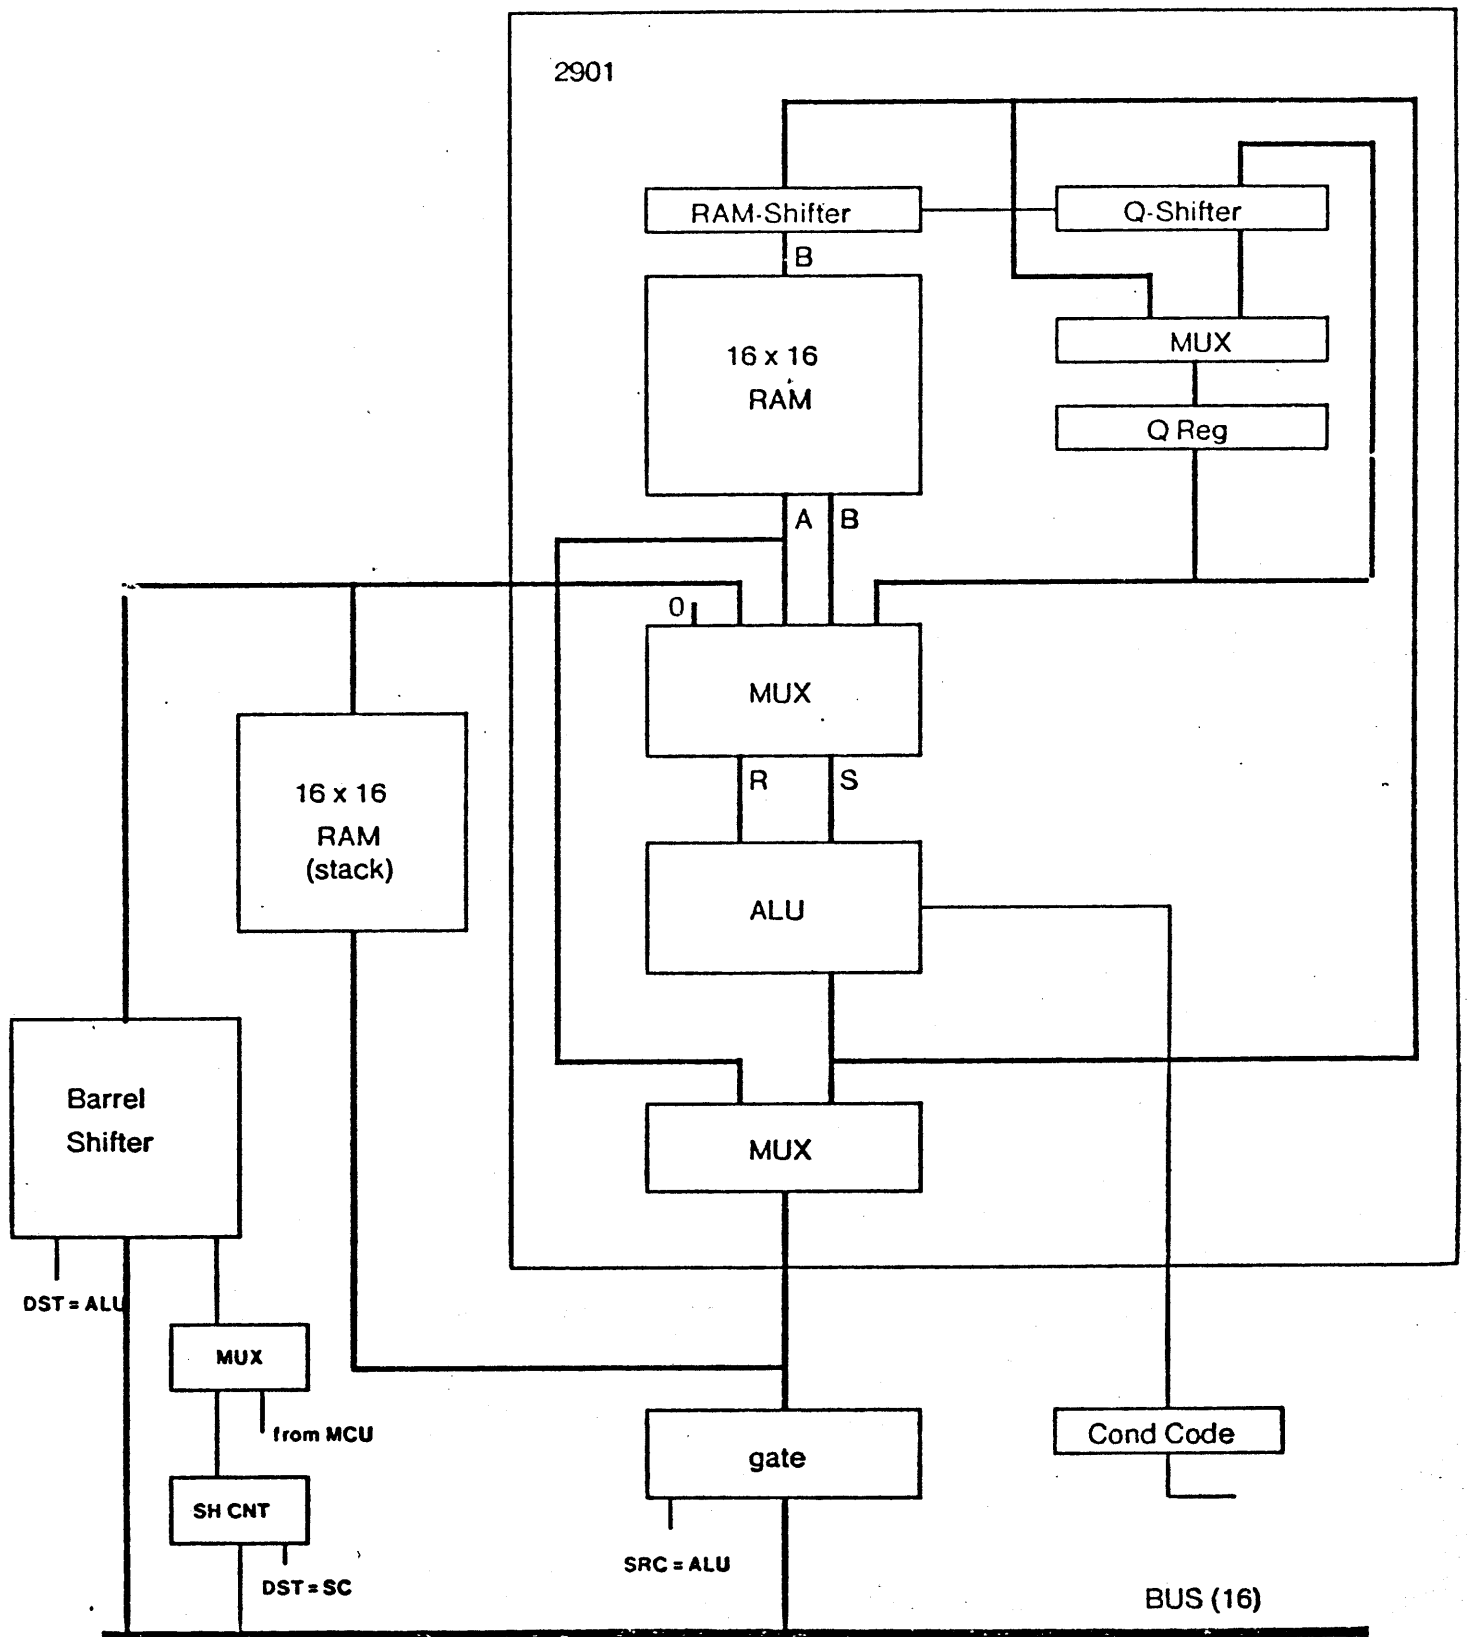 2901
RAM-Shifter
Q-Shifter
B
MUX
16 x 16
RAM
Q Reg
A
B
0
MUX
R
S
16 x 16
RAM
(stack)
ALU
Barrel
Shifter
MUX
DST = ALU
MUX
from MCU
Cond Code
gate
SH CNT
SRC = ALU
DST = SC
BUS (16)